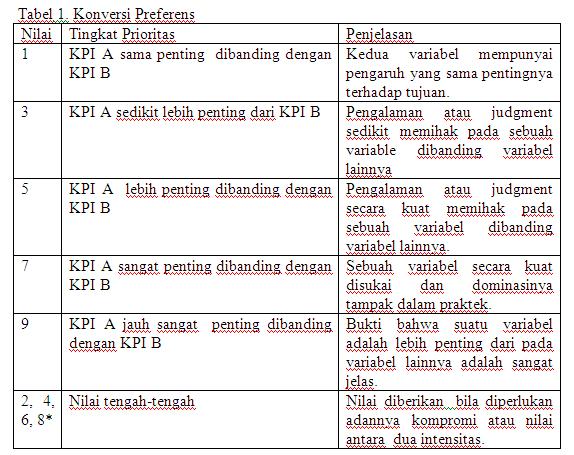 Tabel 1. Konversi Preferens
Nilai Tingkat Prioritas Penjelasan
1 KPI A sama penting dibanding dengan KPI B
Kedua variabel mempunyai
pengaruh yang sama pentingnya
terhadap tujuan.
3 KPI A sedikit lebih penting dari KPI B
Pengalaman atau judgment
sedikit memihak pada sebuah
variable dibanding variabel
lainnya
5 KPI A lebih penting dibanding dengan
KPI B
Pengalaman atau judgment
secara kuat memihak pada
sebuah variabel dibanding
variabel lainnya.
7 KPI A sangat penting dibanding dengan
KPI B
Sebuah variabel secara kuat
disukai dan dominasinya
tampak dalam praktek.
9 KPI A jauh sangat penting dibanding
dengan KPI B
Bukti bahwa suatu variabel
adalah lebih penting dari pada
variabel lainnya adalah sangat
jelas.
2, 4,
6, 8*
Nilai tengah-tengah
Nilai diberikan bila diperlukan
adannya kompromi atau nilai
antara dua intensitas.